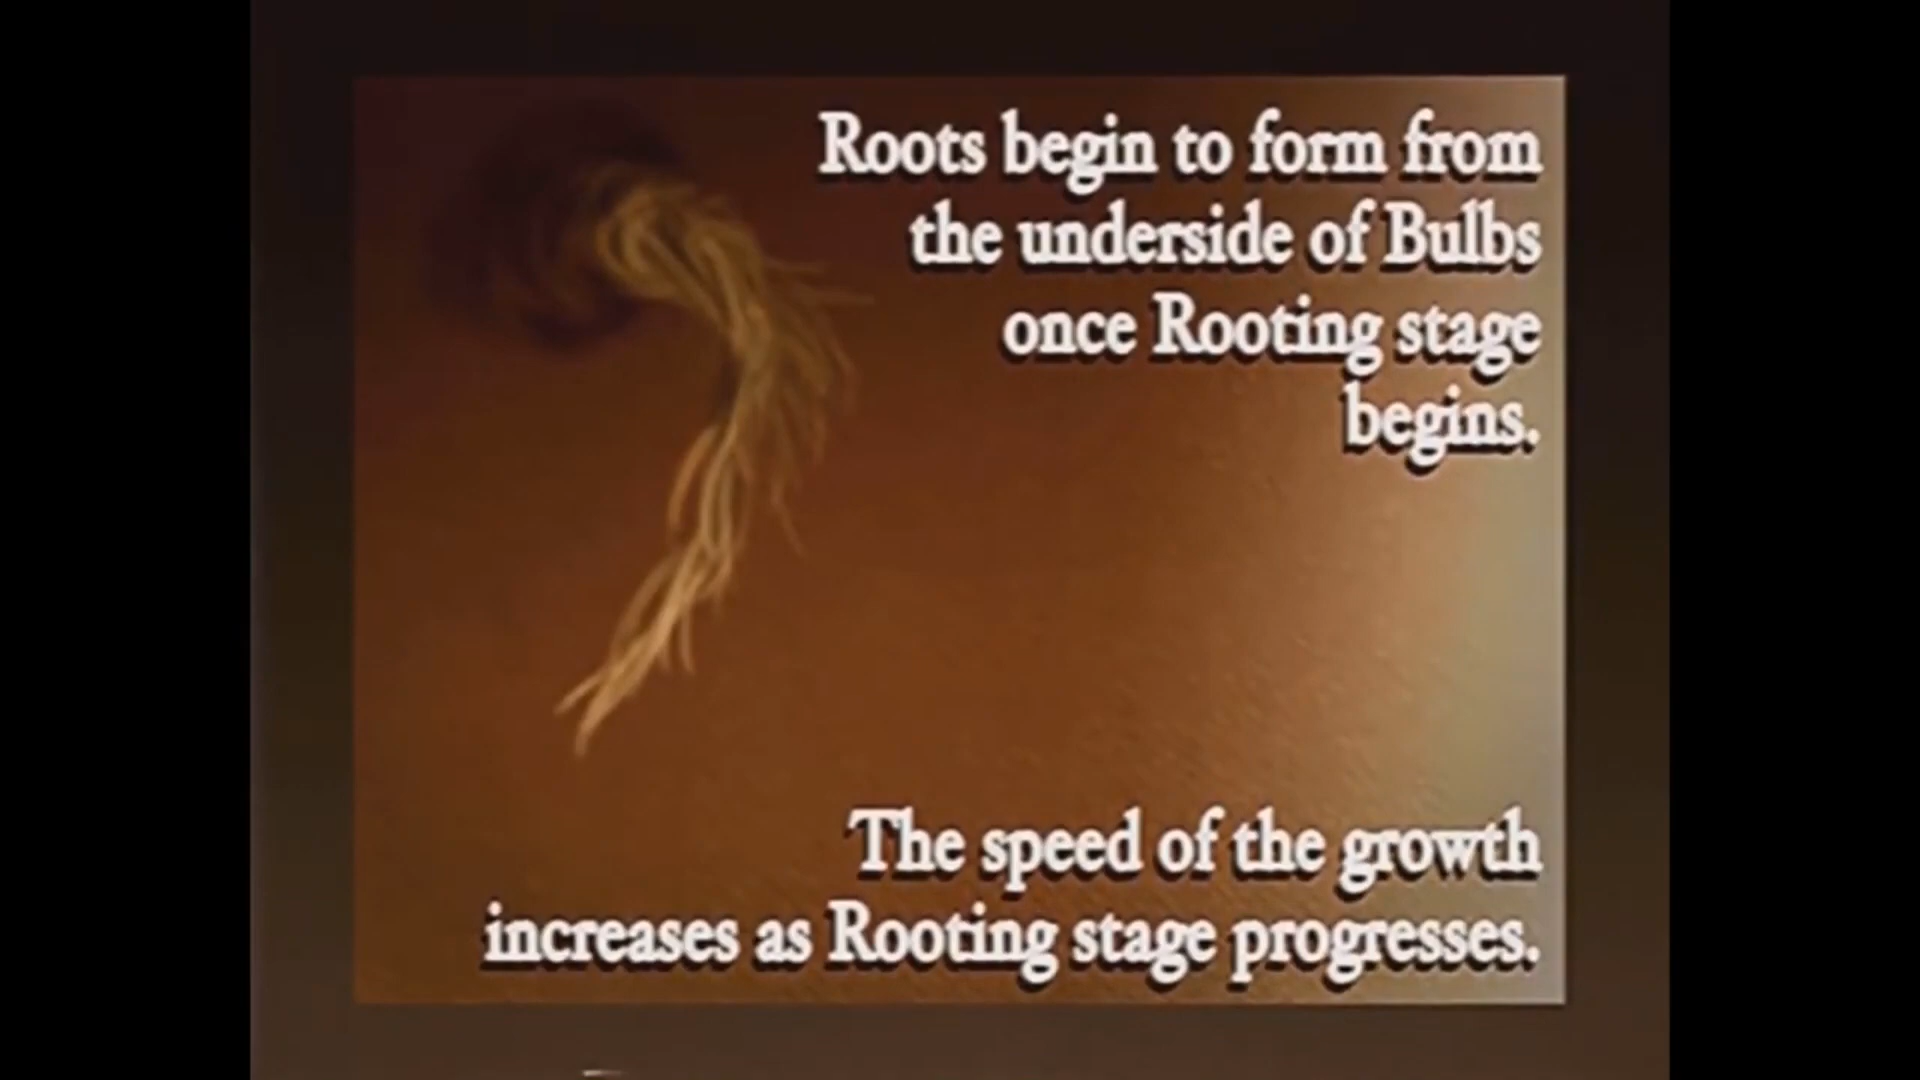 Roots begin to form from
the underside of Bulbs
once Rooting stage
begins.
The speed of the growth
increases as Rooting stage progresses.